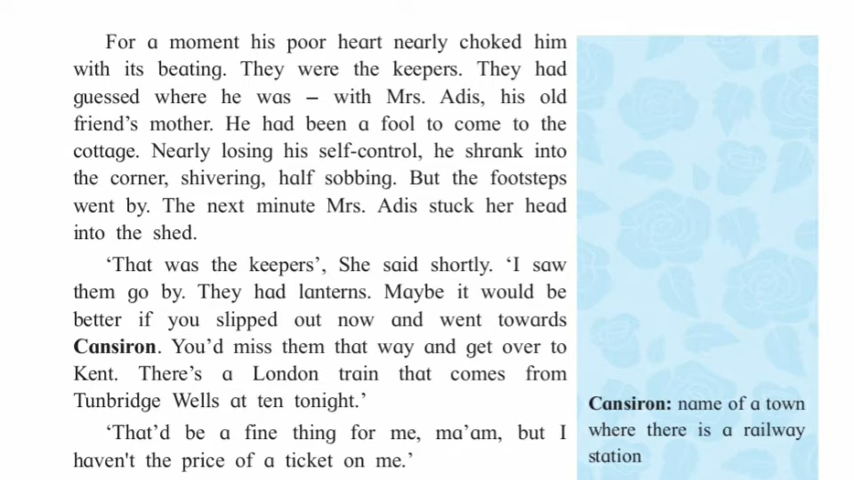 For a moment his poor heart nearly choked him
with its beating. They were the keepers. They had
guessed where he was – with Mrs. Adis, his old
friend’s mother. He had been a fool to come to the
cottage. Nearly losing his self-control, he shrank into
the corner, shivering, half sobbing. But the footsteps
went by. The next minute Mrs. Adis stuck her head
into the shed.
‘That was the keepers’, She said shortly. ‘I saw
them go by. They had lanterns. Maybe it would be
better if you slipped out now and went towards
Cansiron. You’d miss them that way and get over to
Kent. There’s a London train that comes from
Tunbridge Wells at ten tonight.’
‘That’d be a fine thing for me, ma’am, but I
haven't the price of a ticket on me.’
Cansiron: name of a town
where there is a railway
station